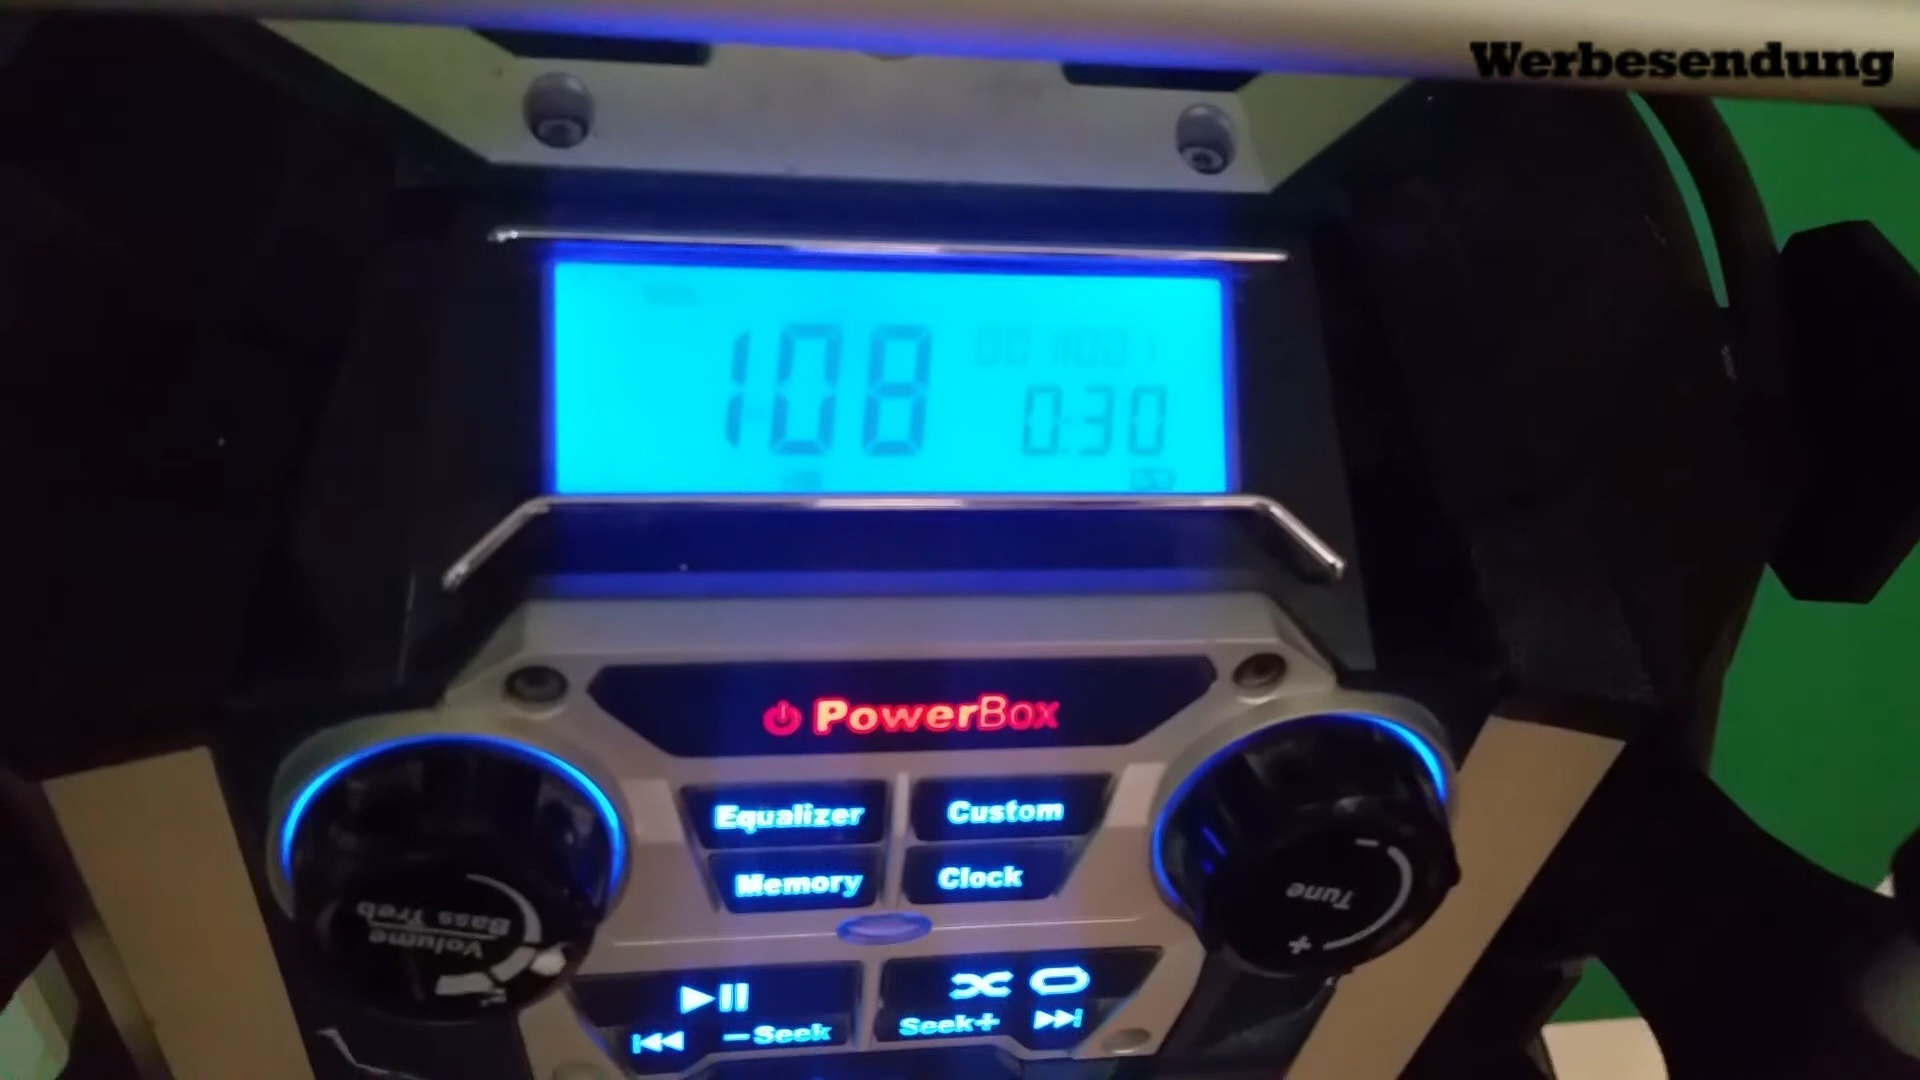 Werbesendung
108
0:30
PowerBox
Equalizer
Custom
Memory
Clock
Bass Treb
Volume
Tune
+
-Seek
Seek+